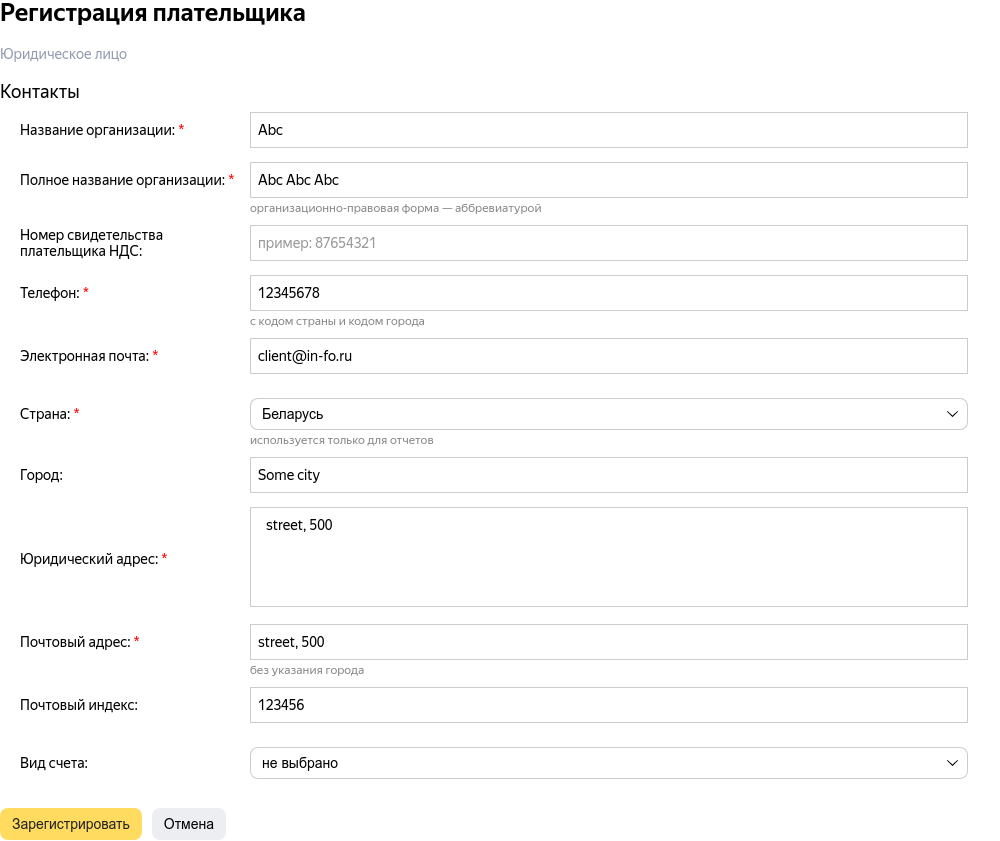 Регистрация плательщика
Юридическое лицо
Контакты
Название организации: *
Abc
Полное название организации: *
Abc Abc Abc
организационно-правовая форма — аббревиатурой
Номер свидетельства
плательщика НДС:
пример: 87654321
Телефон: *
12345678
с кодом страны и кодом города
Электронная почта: *
client@in-fo.ru
Страна: *
Беларусь
используется только для отчетов
Город:
Some city
Юридический адрес: *
street, 500
Почтовый адрес: *
street, 500
без указания города
Почтовый индекс:
123456
Вид счета:
не выбрано
Зарегистрировать
Отмена